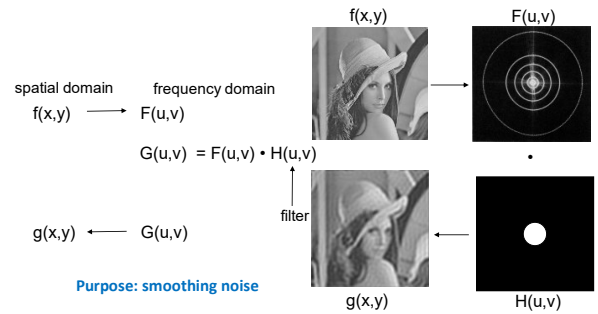 f(x,y)
F(u,v)
spatial domain
frequency domain
f(x,y)
F(u,v)
G(u,v) = F(u,v) • H(u,v)
filter
g(x,y)
G(u,v)
Purpose: smoothing noise
g(x,y)
H(u,v)